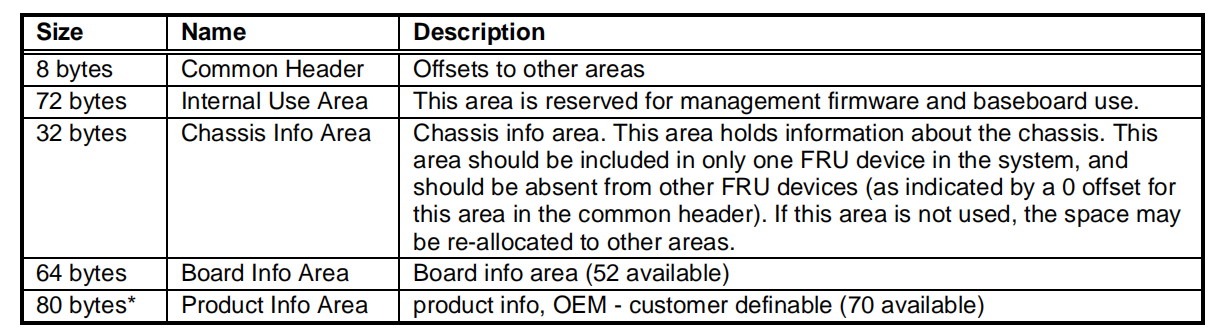 Size Name Description
8 bytes Common Header Offsets to other areas
72 bytes Internal Use Area This area is reserved for management firmware and baseboard use.
32 bytes Chassis Info Area Chassis info area. This area holds information about the chassis. This
area should be included in only one FRU device in the system, and
should be absent from other FRU devices (as indicated by a 0 offset for
this area in the common header). If this area is not used, the space may
be re-allocated to other areas.
64 bytes Board Info Area Board info area (52 available)
80 bytes* Product Info Area product info, OEM - customer definable (70 available)